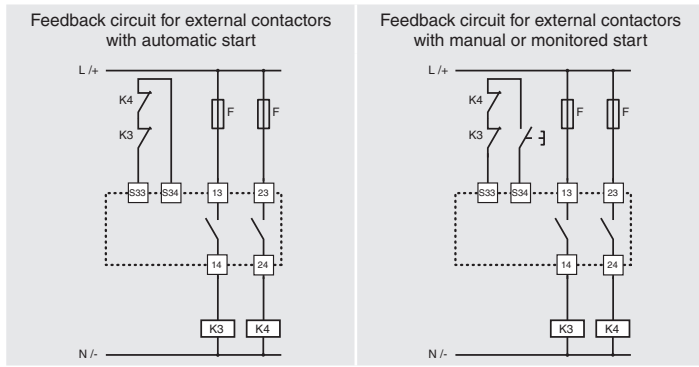 Feedback circuit for external contactors
with automatic start
L /+
K4
F
F
K3
S33
S34
13
23
14
24
K3
K4
N /-
Feedback circuit for external contactors
with manual or monitored start
L /+
K4
F
F
K3
S33
S34
13
23
14
24
K3
K4
N /-